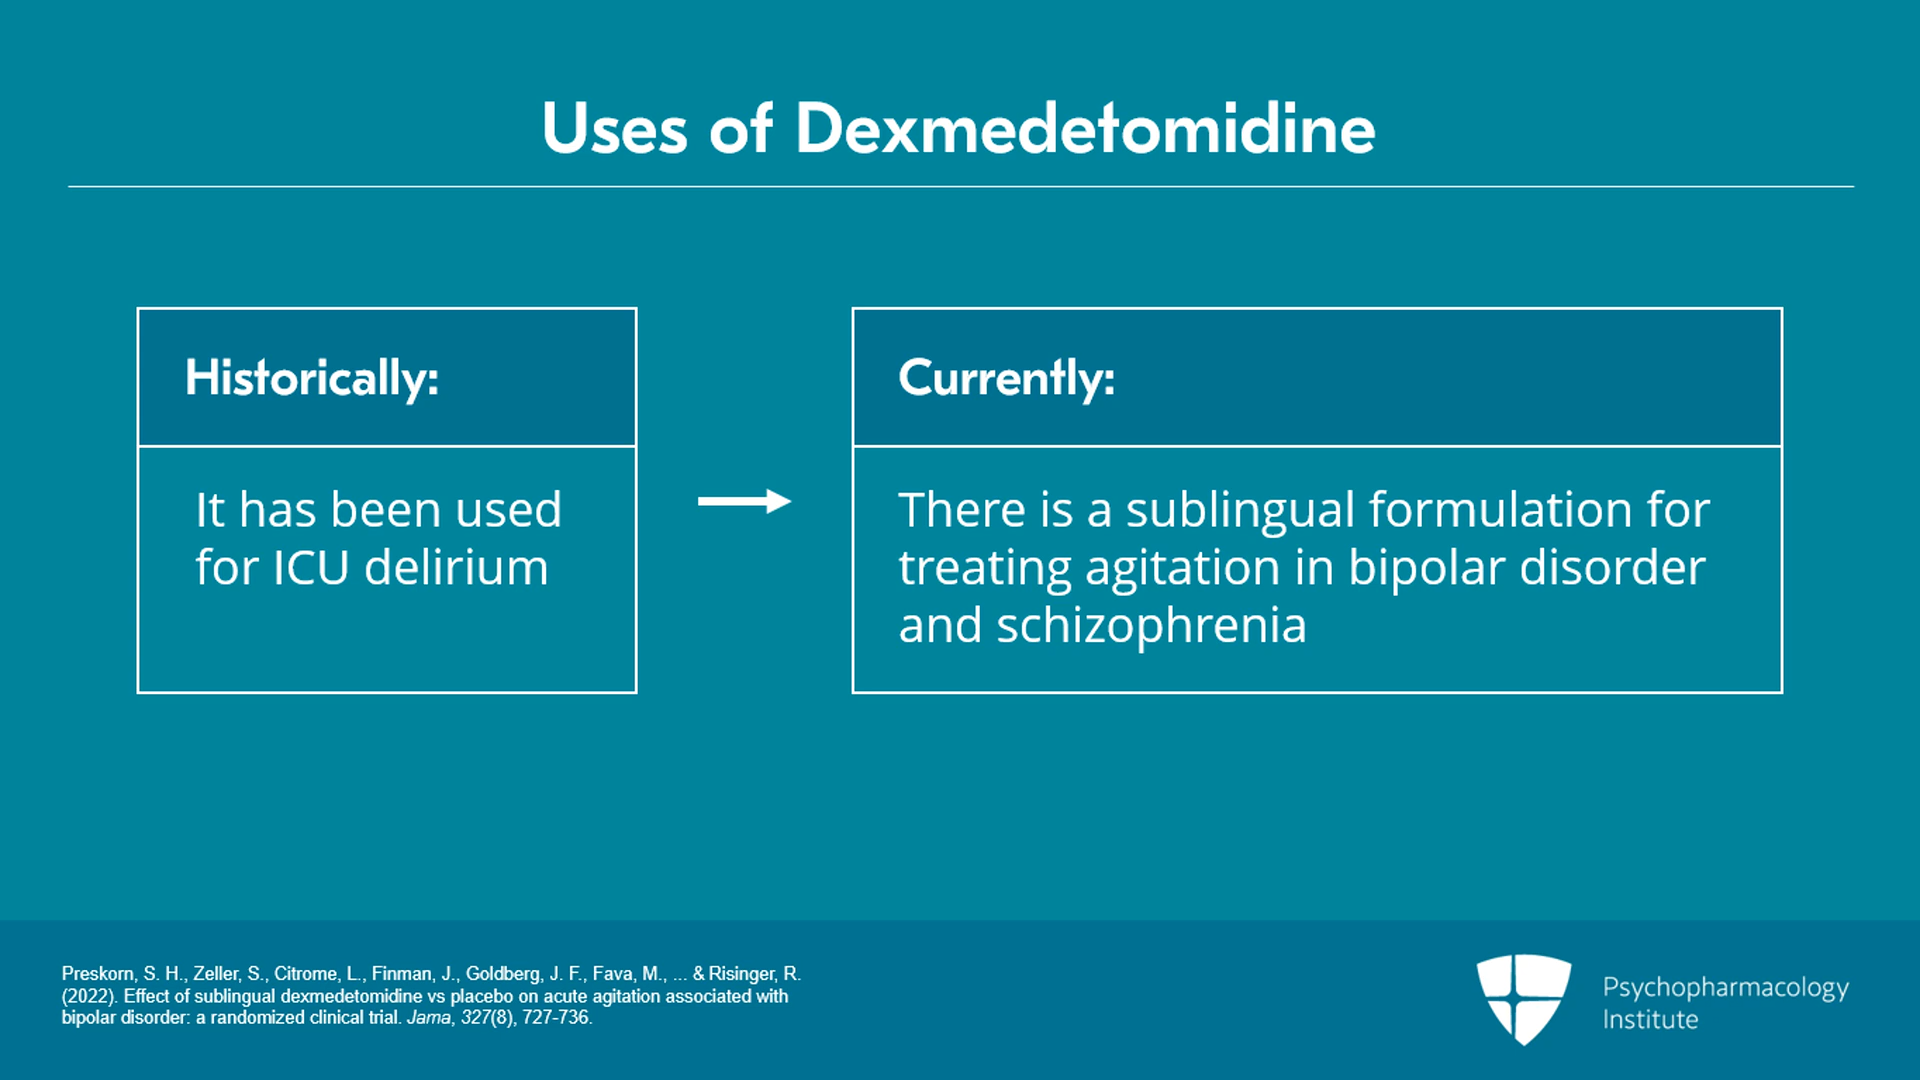 Uses of Dexmedetomidine
Historically:
It has been used
for ICU delirium
Currently:
There is a sublingual formulation for
treating agitation in bipolar disorder
and schizophrenia
Preskorn, S. H., Zeller, S., Citrome, L., Finman, J., Goldberg, J. F., Fava, M., ... & Risinger, R.
(2022). Effect of sublingual dexmedetomidine vs placebo on acute agitation associated with
bipolar disorder: a randomized clinical trial. Jama, 327(8), 727-736.
Psychopharmacology
Institute